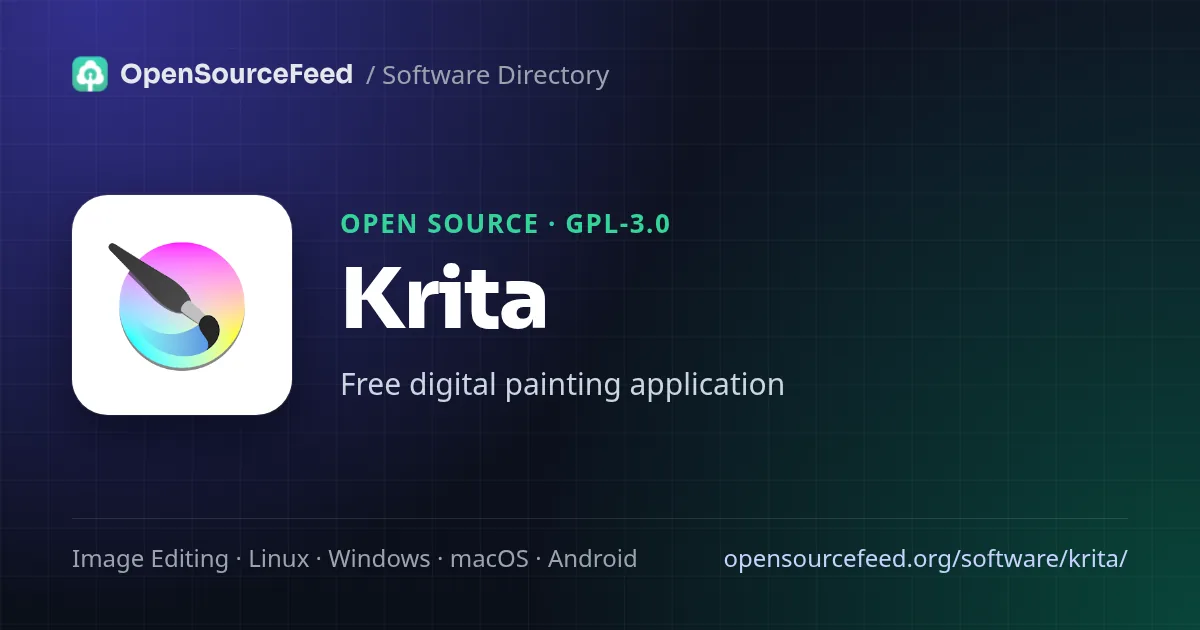 OpenSourceFeed / Software Directory
OPEN SOURCE · GPL-3.0
Krita
Free digital painting application
Image Editing · Linux · Windows · macOS · Android
opensourcefeed.org/software/krita/